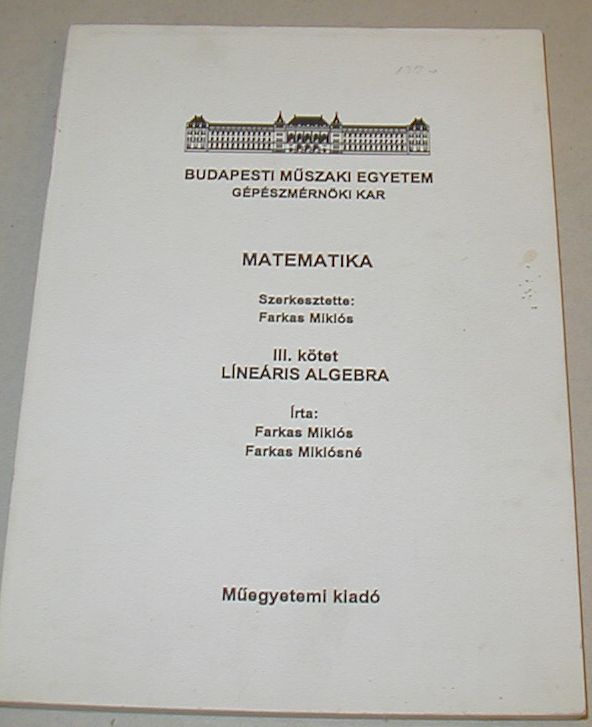 BUDAPESTI MŰSZAKI EGYETEM
GÉPÉSZMÉRNÖKI KAR
MATEMATIKA
Szerkesztette:
Farkas Miklós
III. kötet
LÍNEÁRIS ALGEBRA
Írta:
Farkas Miklós
Farkas Miklósné
Műegyetemi kiadó